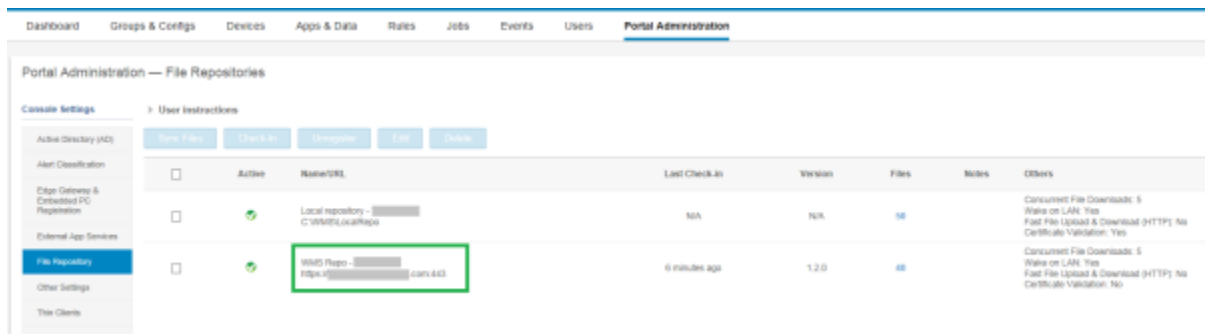 Dashboard Groups & Configs Devices Apps & Data Rules Jobs Events Users Portal Administration
Portal Administration — File Repositories
Console Settings
> User instructions
Active Directory (AD)
Sync Files Check-In Unregister Edit Delete
Alert Classification
Active Name/URL Last Check-in Version Files Notes Others
Edge Gateway &
Embedded PC
Registration
External App Services
File Repository
Other Settings
Thin Clients
Local repository -
C:\WMS\LocalRepo
N/A N/A 50
Concurrent File Downloads: 5
Wake on LAN: Yes
Fast File Upload & Download (HTTP): No
Certificate Validation: Yes
WMS Repo -
https:// .com:443
6 minutes ago 1.2.0 48
Concurrent File Downloads: 5
Wake on LAN: Yes
Fast File Upload & Download (HTTP): No
Certificate Validation: No